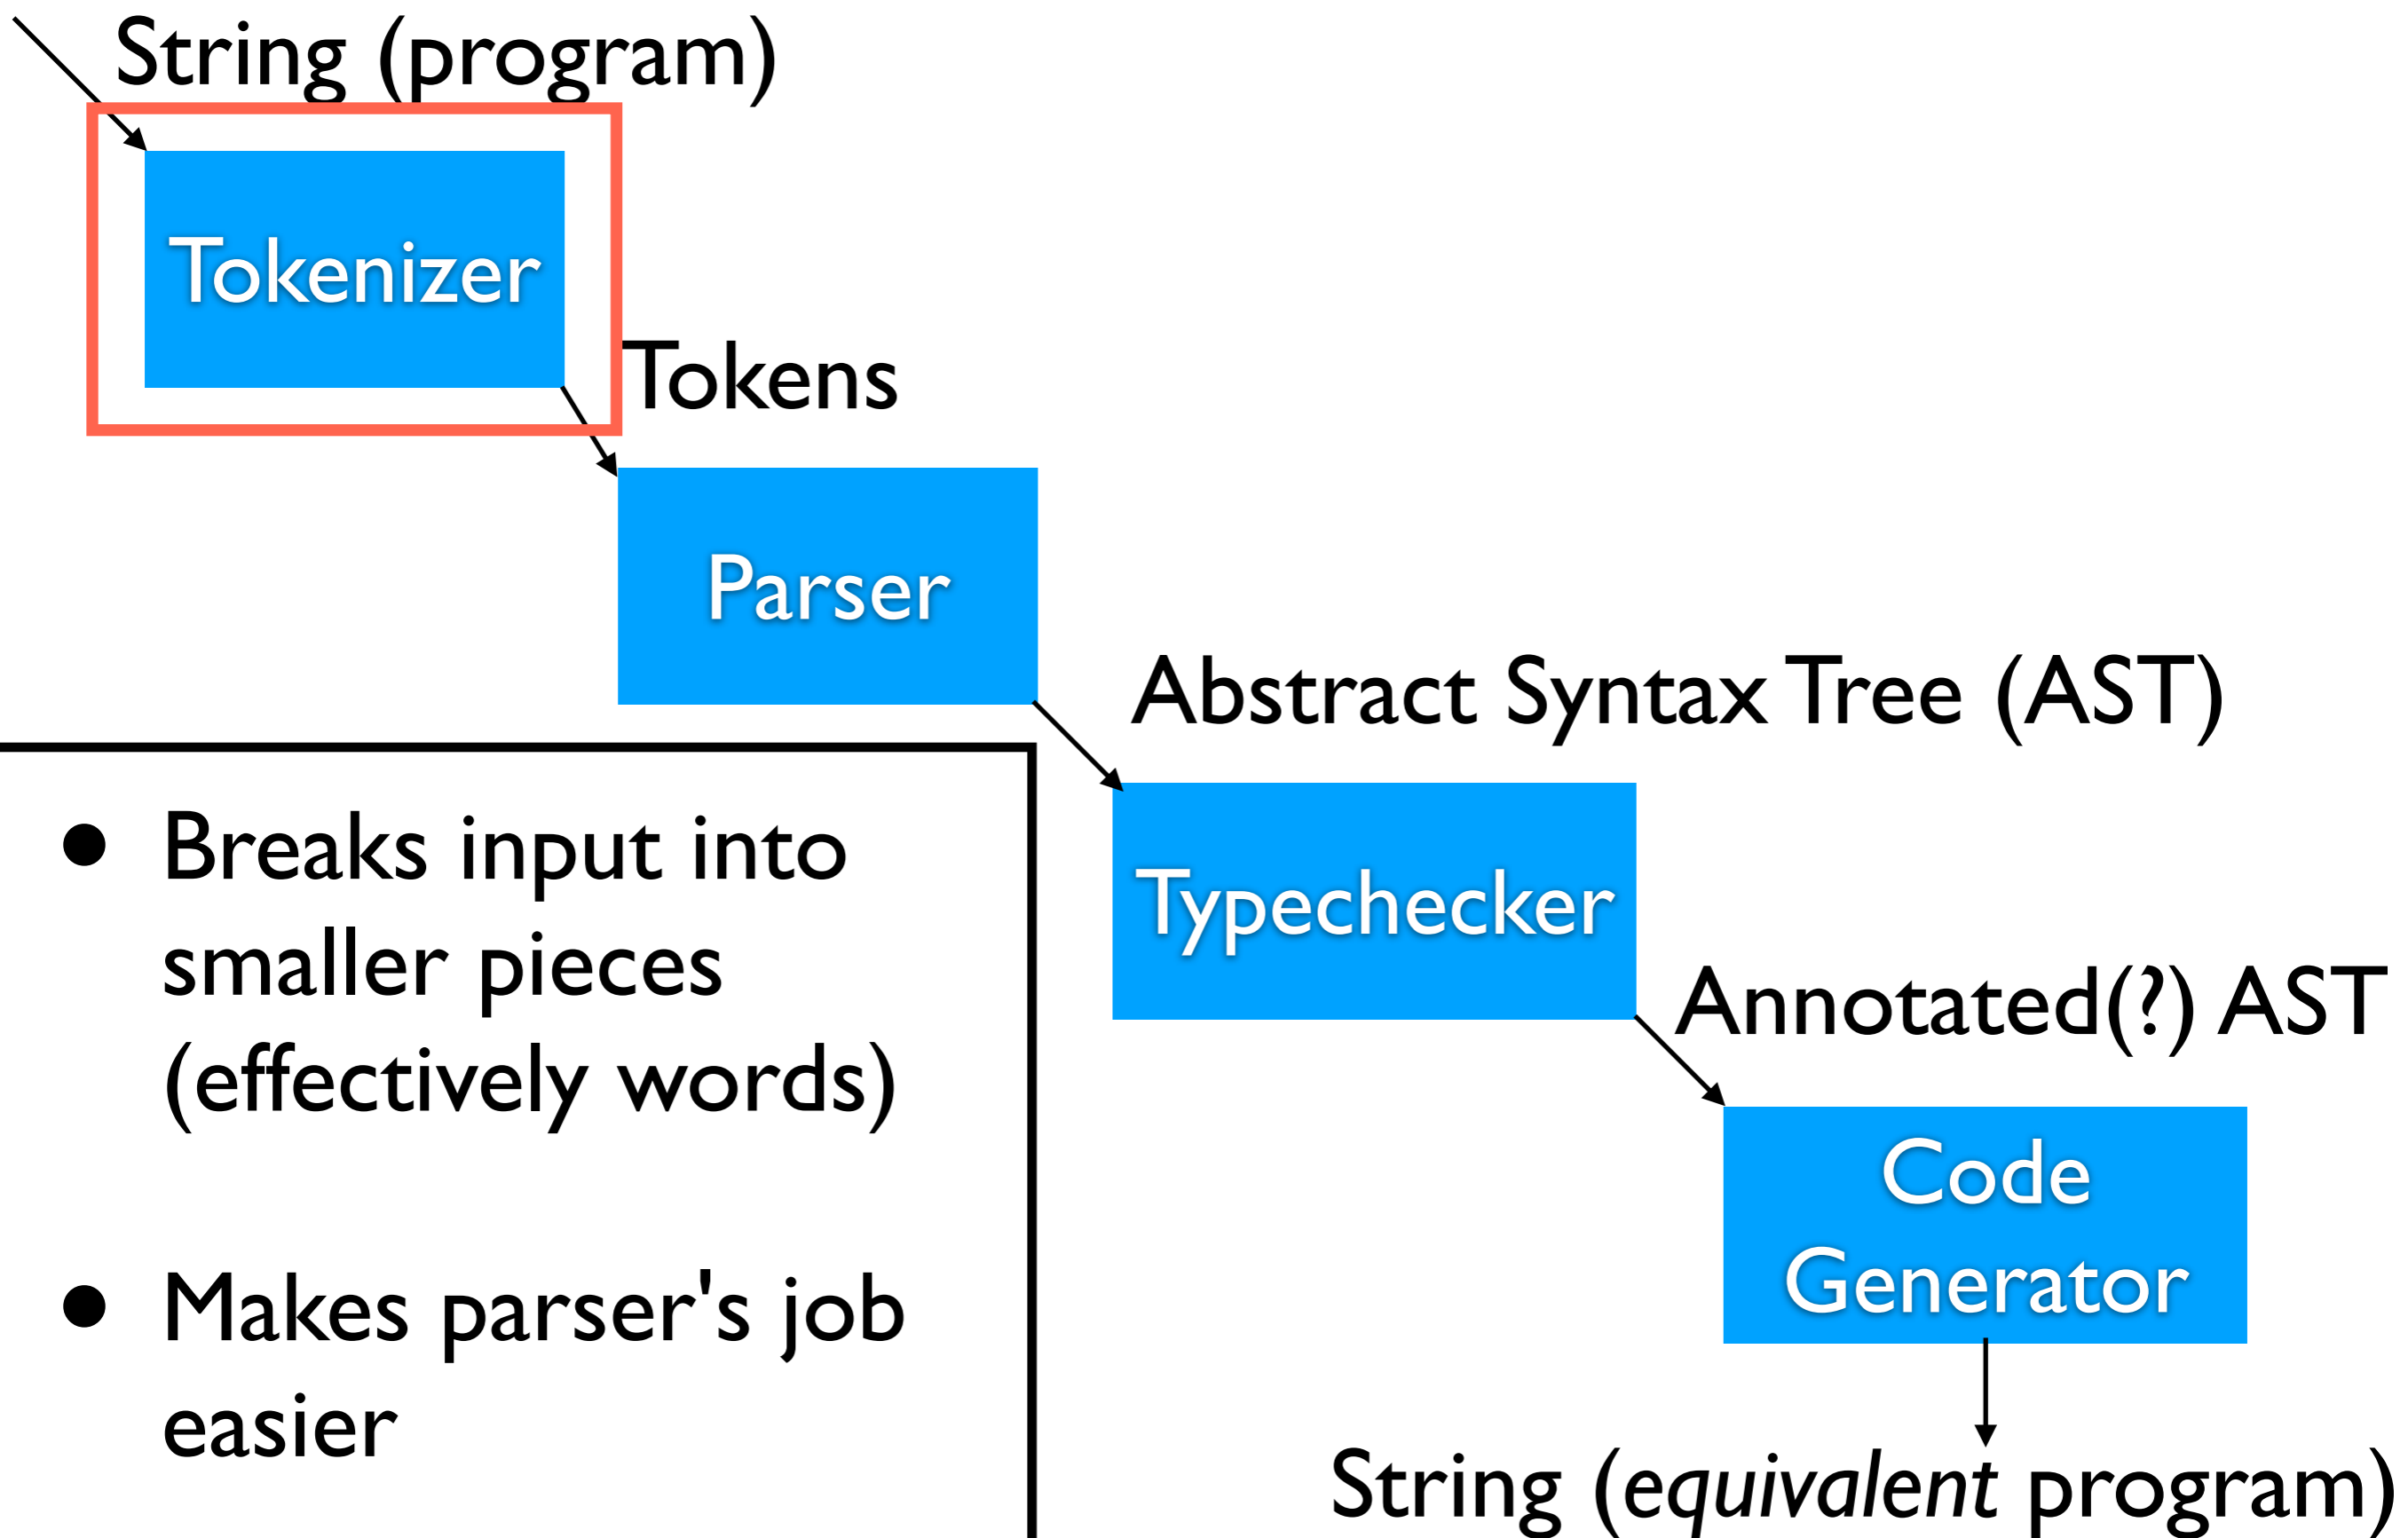 String (program)
Tokenizer
Tokens
Parser
Abstract Syntax Tree (AST)
Typechecker
Annotated(?) AST
Code
Generator
String (equivalent program)
● Breaks input into
smaller pieces
(effectively words)
● Makes parser's job
easier